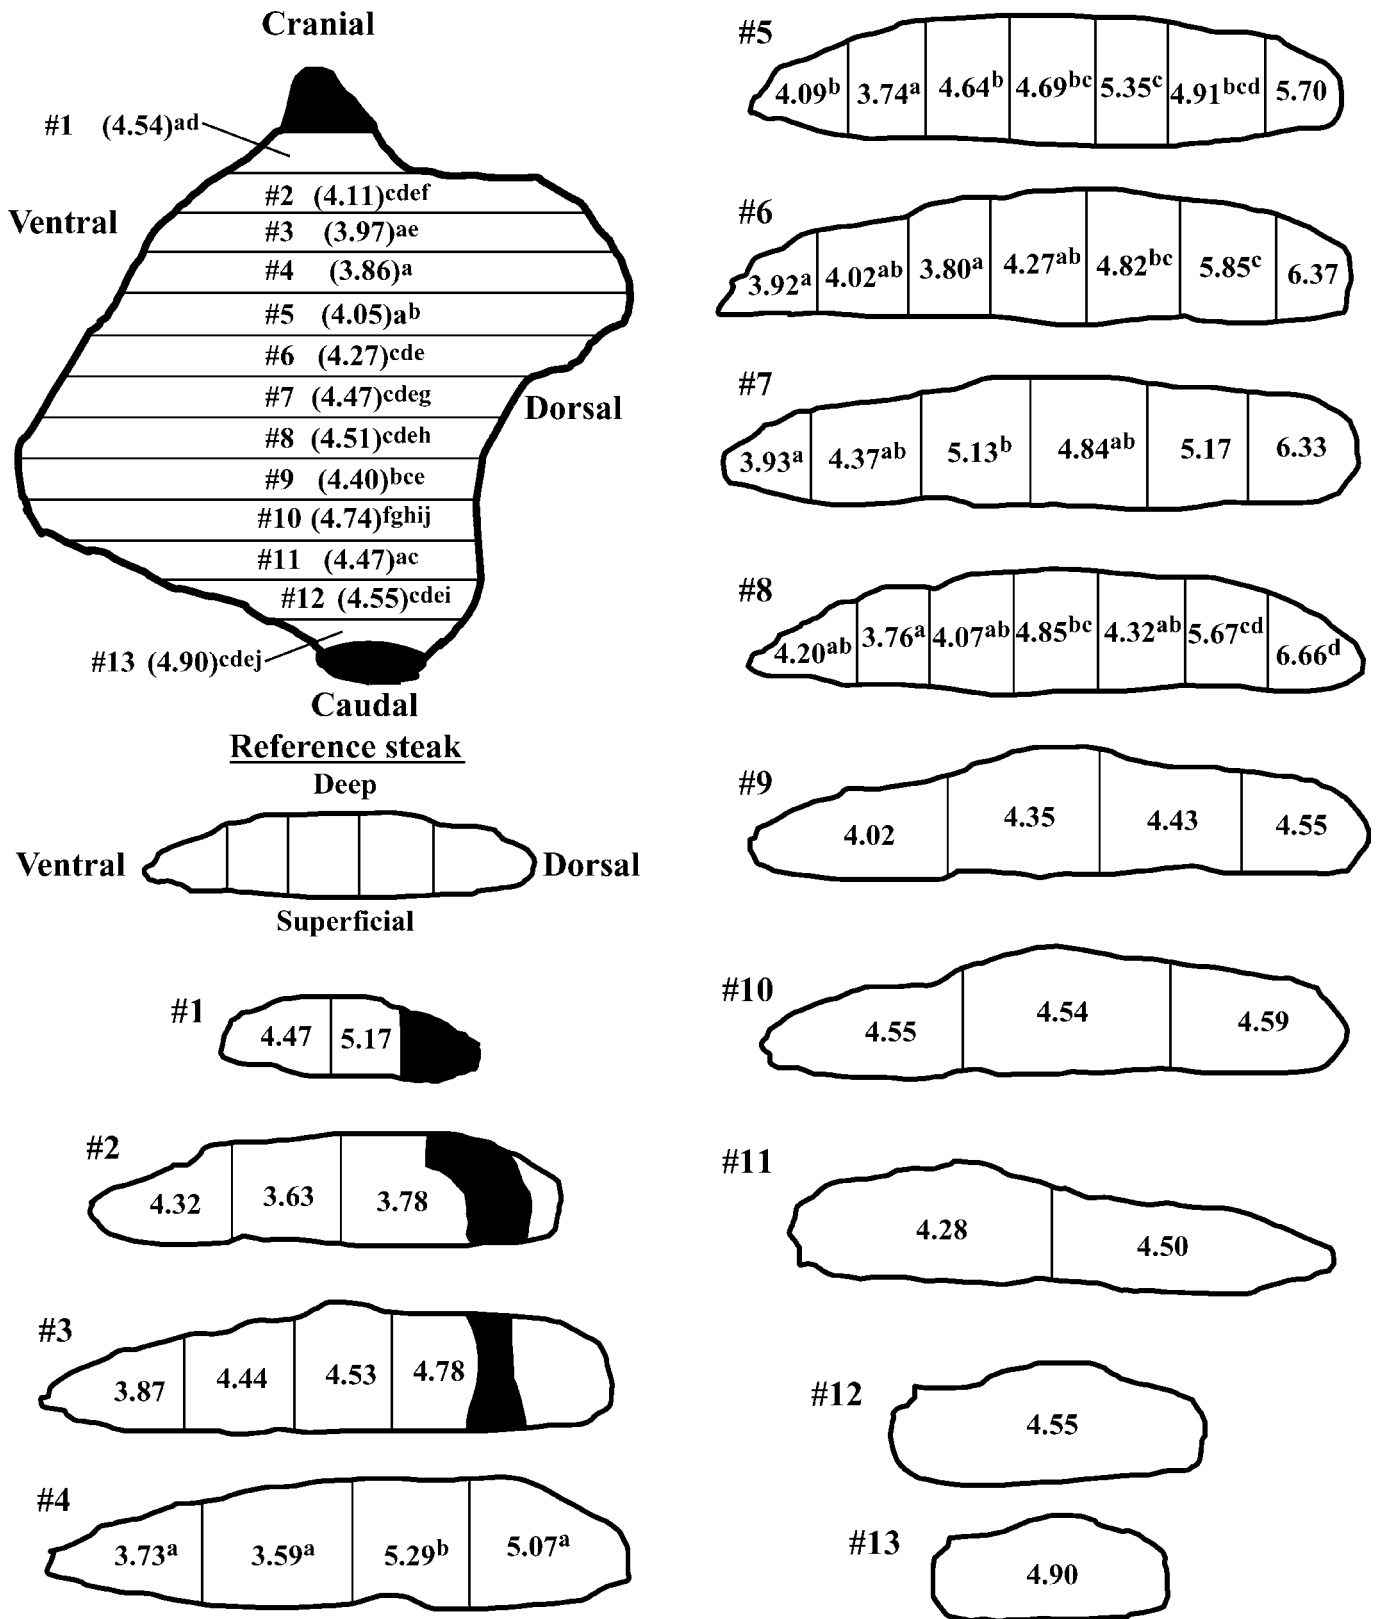 Cranial
#1 (4.54)ad
Ventral
#2 (4.11)cdef
#3 (3.97)ae
#4 (3.86)a
#5 (4.05)ab
#6 (4.27)cde
#7 (4.47)cdeg
Dorsal
#8 (4.51)cdeh
#9 (4.40)bce
#10 (4.74)fghij
#11 (4.47)ac
#12 (4.55)cdei
#13 (4.90)cdej
Caudal
Reference steak
Deep
Ventral Dorsal
Superficial
#1
4.47 5.17
#2
4.32 3.63 3.78
#3
3.87 4.44 4.53 4.78
#4
3.73a 3.59a 5.29b 5.07a
#5
4.09b 3.74a 4.64b 4.69bc 5.35c 4.91bcd 5.70
#6
3.92a 4.02ab 3.80a 4.27ab 4.82bc 5.85c 6.37
#7
3.93a 4.37ab 5.13b 4.84ab 5.17 6.33
#8
4.20ab 3.76a 4.07ab 4.85bc 4.32ab 5.67cd 6.66d
#9
4.02 4.35 4.43 4.55
#10
4.55 4.54 4.59
#11
4.28 4.50
#12
4.55
#13
4.90